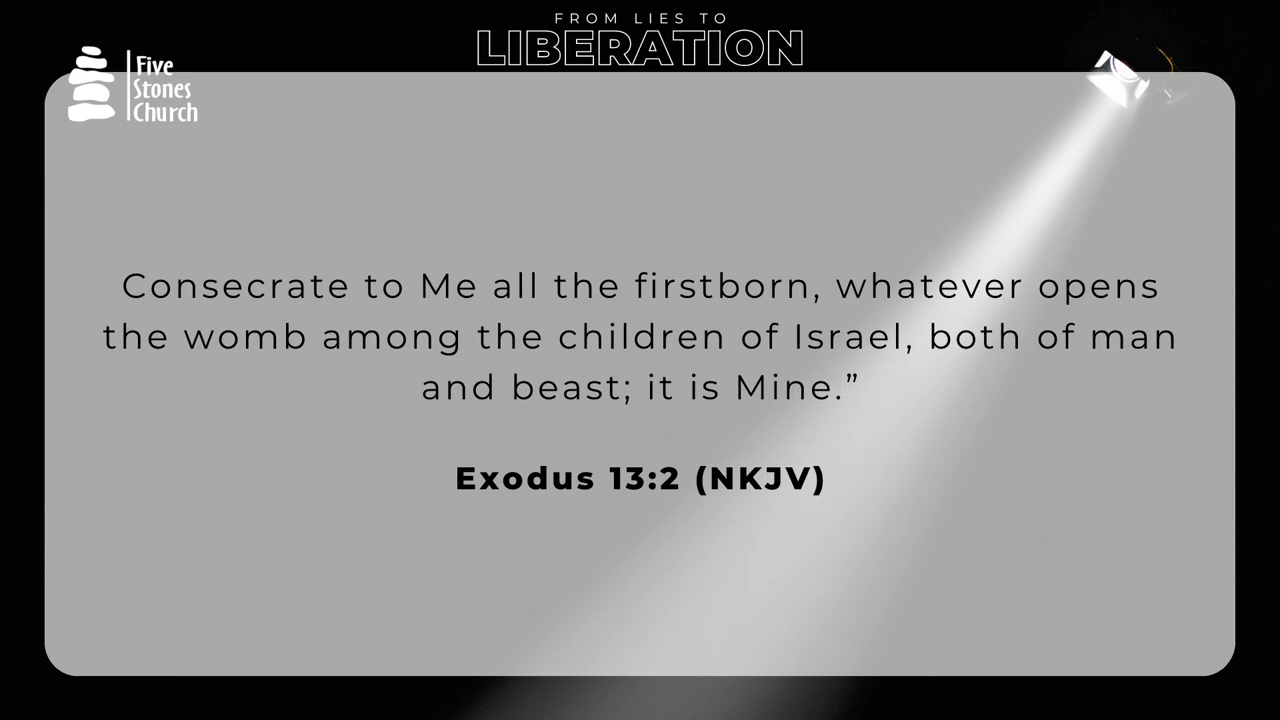 FROM LIES TO
LIBERATION
Five
Stones
Church
Consecrate to Me all the firstborn, whatever opens
the womb among the children of Israel, both of man
and beast; it is Mine.”
Exodus 13:2 (NKJV)